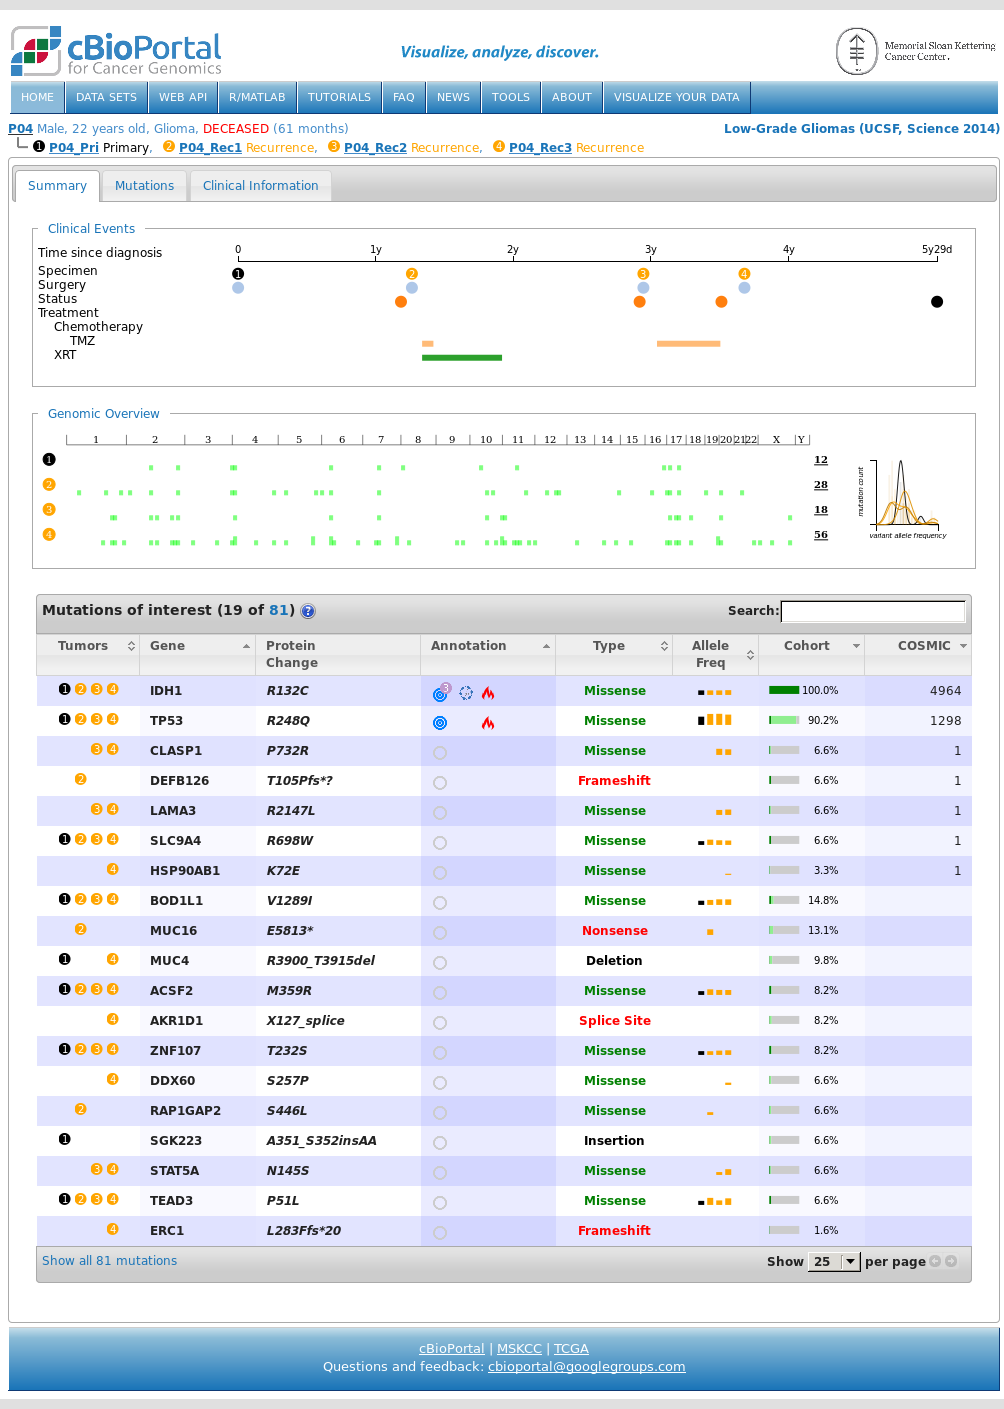 cBioPortal
for Cancer Genomics
Visualize, analyze, discover.
Memorial Sloan Kettering
Cancer Center
HOME DATA SETS WEB API R/MATLAB TUTORIALS FAQ NEWS TOOLS ABOUT VISUALIZE YOUR DATA
P04 Male, 22 years old, Glioma, DECEASED (61 months) Low-Grade Gliomas (UCSF, Science 2014)
1 P04_Pri Primary, 2 P04_Rec1 Recurrence, 3 P04_Rec2 Recurrence, 4 P04_Rec3 Recurrence
Summary Mutations Clinical Information
Clinical Events
Time since diagnosis 0 1y 2y 3y 4y 5y29d
Specimen 1 2 3 4
Surgery
Status
Treatment
Chemotherapy
TMZ
XRT
Genomic Overview
1 2 3 4 5 6 7 8 9 10 11 12 13 14 15 16 17 18 19 20 21 22 X Y
1 12
2 28
3 18
4 56
mutation count
variant allele frequency
Mutations of interest (19 of 81) ? Search:
Tumors Gene Protein Change Annotation Type Allele Freq Cohort COSMIC
1 2 3 4 IDH1 R132C 3 Missense 100.0% 4964
1 2 3 4 TP53 R248Q Missense 90.2% 1298
3 4 CLASP1 P732R Missense 6.6% 1
2 DEFB126 T105Pfs*? Frameshift 6.6% 1
3 4 LAMA3 R2147L Missense 6.6% 1
1 2 3 4 SLC9A4 R698W Missense 6.6% 1
4 HSP90AB1 K72E Missense 3.3% 1
1 2 3 4 BOD1L1 V1289I Missense 14.8%
2 MUC16 E5813* Nonsense 13.1%
1 4 MUC4 R3900_T3915del Deletion 9.8%
1 2 3 4 ACSF2 M359R Missense 8.2%
4 AKR1D1 X127_splice Splice Site 8.2%
1 2 3 4 ZNF107 T232S Missense 8.2%
4 DDX60 S257P Missense 6.6%
2 RAP1GAP2 S446L Missense 6.6%
1 SGK223 A351_S352insAA Insertion 6.6%
3 4 STAT5A N145S Missense 6.6%
1 2 3 4 TEAD3 P51L Missense 6.6%
4 ERC1 L283Ffs*20 Frameshift 1.6%
Show all 81 mutations Show 25 per page
cBioPortal | MSKCC | TCGA
Questions and feedback: cbioportal@googlegroups.com